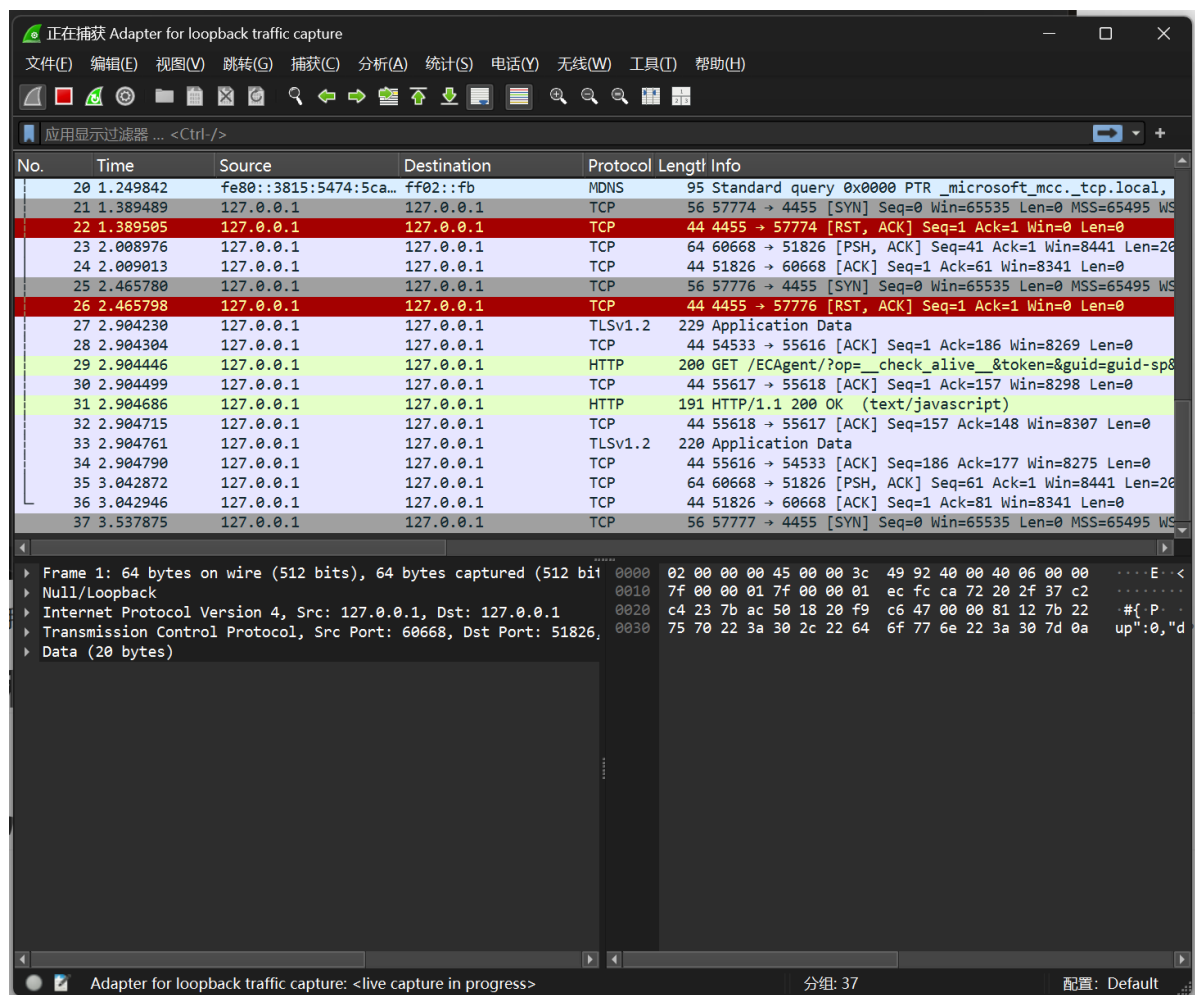 正在捕获 Adapter for loopback traffic capture
文件(F) 编辑(E) 视图(V) 跳转(G) 捕获(C) 分析(A) 统计(S) 电话(Y) 无线(W) 工具(T) 帮助(H)
应用显示过滤器 … <Ctrl-/>
No. Time Source Destination Protocol Length Info
20 1.249842 fe80::3815:5474:5ca… ff02::fb MDNS 95 Standard query 0x0000 PTR _microsoft_mcc._tcp.local,
21 1.389489 127.0.0.1 127.0.0.1 TCP 56 57774 → 4455 [SYN] Seq=0 Win=65535 Len=0 MSS=65495 WS
22 1.389505 127.0.0.1 127.0.0.1 TCP 44 4455 → 57774 [RST, ACK] Seq=1 Ack=1 Win=0 Len=0
23 2.008976 127.0.0.1 127.0.0.1 TCP 64 60668 → 51826 [PSH, ACK] Seq=41 Ack=1 Win=8441 Len=20
24 2.009013 127.0.0.1 127.0.0.1 TCP 44 51826 → 60668 [ACK] Seq=1 Ack=61 Win=8341 Len=0
25 2.465780 127.0.0.1 127.0.0.1 TCP 56 57776 → 4455 [SYN] Seq=0 Win=65535 Len=0 MSS=65495 WS
26 2.465798 127.0.0.1 127.0.0.1 TCP 44 4455 → 57776 [RST, ACK] Seq=1 Ack=1 Win=0 Len=0
27 2.904230 127.0.0.1 127.0.0.1 TLSv1.2 229 Application Data
28 2.904304 127.0.0.1 127.0.0.1 TCP 44 54533 → 55616 [ACK] Seq=1 Ack=186 Win=8269 Len=0
29 2.904446 127.0.0.1 127.0.0.1 HTTP 200 GET /ECAgent/?op=__check_alive__&token=&guid=guid-sp&
30 2.904499 127.0.0.1 127.0.0.1 TCP 44 55617 → 55618 [ACK] Seq=1 Ack=157 Win=8298 Len=0
31 2.904686 127.0.0.1 127.0.0.1 HTTP 191 HTTP/1.1 200 OK (text/javascript)
32 2.904715 127.0.0.1 127.0.0.1 TCP 44 55618 → 55617 [ACK] Seq=157 Ack=148 Win=8307 Len=0
33 2.904761 127.0.0.1 127.0.0.1 TLSv1.2 220 Application Data
34 2.904790 127.0.0.1 127.0.0.1 TCP 44 55616 → 54533 [ACK] Seq=186 Ack=177 Win=8275 Len=0
35 3.042872 127.0.0.1 127.0.0.1 TCP 64 60668 → 51826 [PSH, ACK] Seq=61 Ack=1 Win=8441 Len=20
36 3.042946 127.0.0.1 127.0.0.1 TCP 44 51826 → 60668 [ACK] Seq=1 Ack=81 Win=8341 Len=0
37 3.537875 127.0.0.1 127.0.0.1 TCP 56 57777 → 4455 [SYN] Seq=0 Win=65535 Len=0 MSS=65495 WS
Frame 1: 64 bytes on wire (512 bits), 64 bytes captured (512 bit
Null/Loopback
Internet Protocol Version 4, Src: 127.0.0.1, Dst: 127.0.0.1
Transmission Control Protocol, Src Port: 60668, Dst Port: 51826,
Data (20 bytes)
0000 02 00 00 00 45 00 00 3c 49 92 40 00 40 06 00 00 ····E··<
0010 7f 00 00 01 7f 00 00 01 ec fc ca 72 20 2f 37 c2 ········
0020 c4 23 7b ac 50 18 20 f9 c6 47 00 00 81 12 7b 22 ·#{·P· ·
0030 75 70 22 3a 30 2c 22 64 6f 77 6e 22 3a 30 7d 0a up":0,"d
Adapter for loopback traffic capture: <live capture in progress>
分组: 37
配置: Default